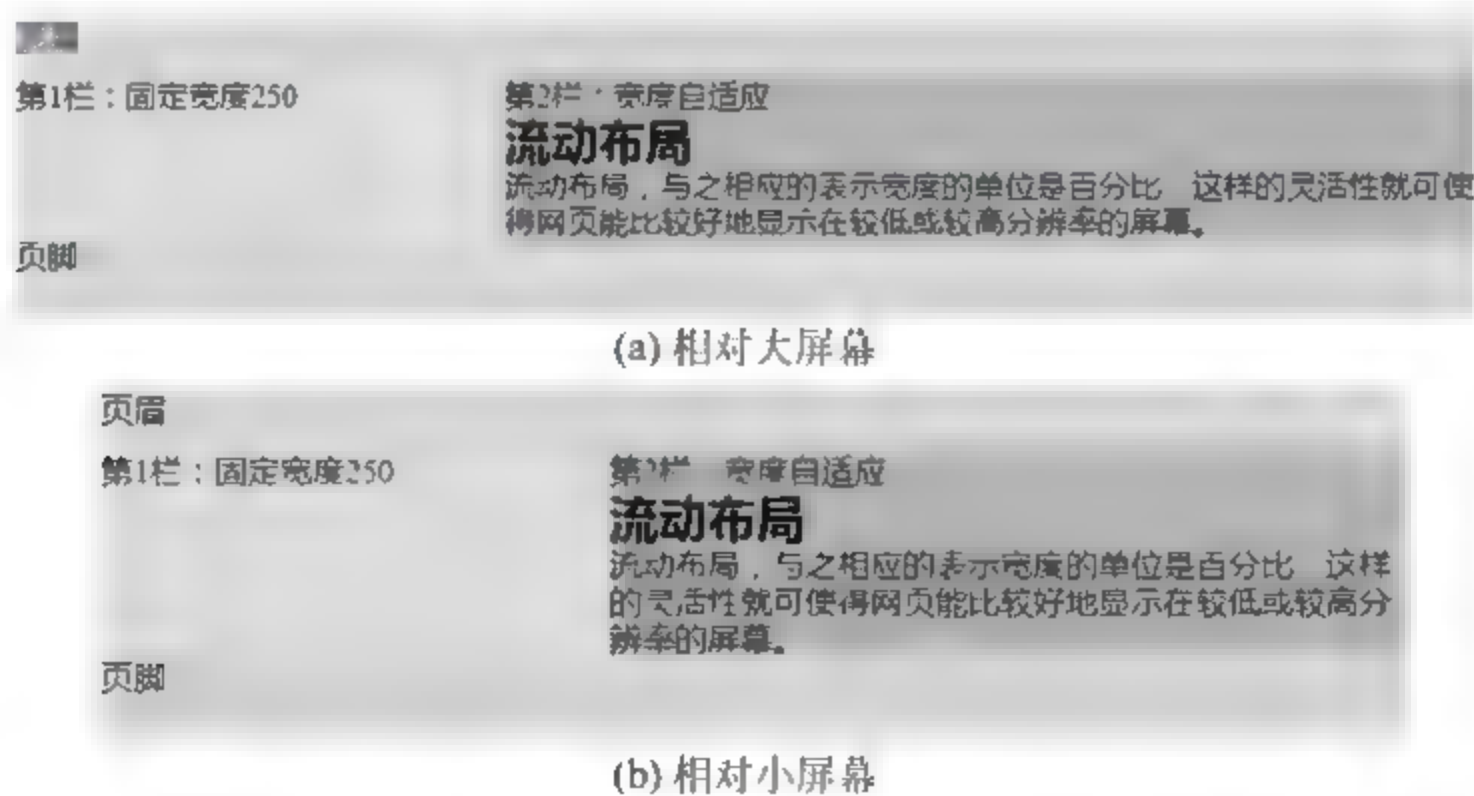 第1栏：固定宽度250
第2栏：宽度自适应
流动布局
流动布局，与之相应的表示宽度的单位是百分比 这样的灵活性就可使
得网页能比较好地显示在较低或较高分辨率的屏幕。
页脚
(a) 相对大屏幕
页眉
第1栏：固定宽度250
第2栏 宽度自适应
流动布局
流动布局，与之相应的表示宽度的单位是百分比 这样
的灵活性就可使得网页能比较好地显示在较低或较高分
辨率的屏幕。
页脚
(b) 相对小屏幕